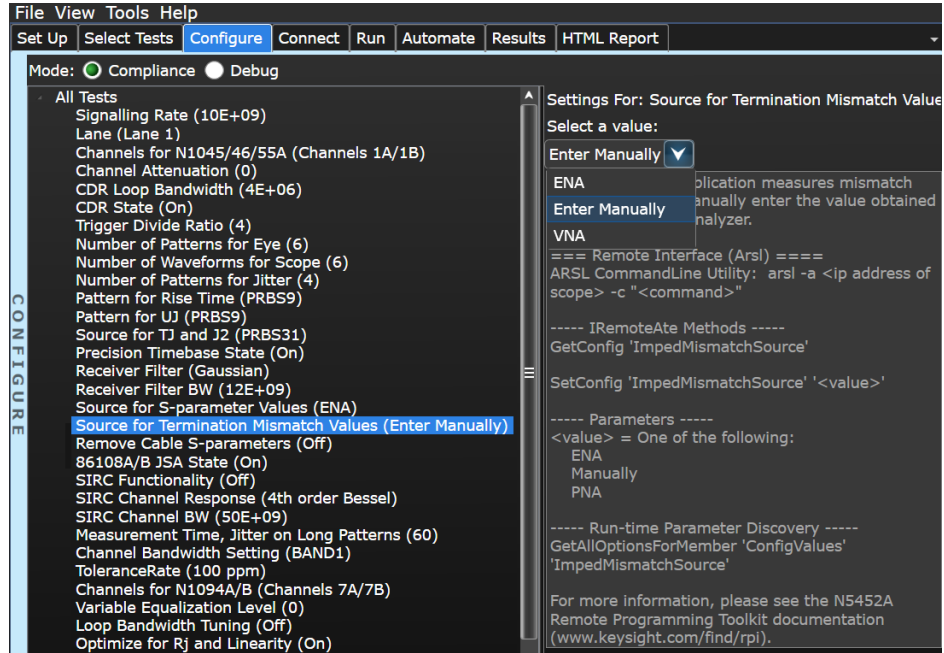 File View Tools Help
Set Up Select Tests Configure Connect Run Automate Results HTML Report
Mode: Compliance Debug
CONFIGURE
All Tests
Signalling Rate (10E+09)
Lane (Lane 1)
Channels for N1045/46/55A (Channels 1A/1B)
Channel Attenuation (0)
CDR Loop Bandwidth (4E+06)
CDR State (On)
Trigger Divide Ratio (4)
Number of Patterns for Eye (6)
Number of Waveforms for Scope (6)
Number of Patterns for Jitter (4)
Pattern for Rise Time (PRBS9)
Pattern for UJ (PRBS9)
Source for TJ and J2 (PRBS31)
Precision Timebase State (On)
Receiver Filter (Gaussian)
Receiver Filter BW (12E+09)
Source for S-parameter Values (ENA)
Source for Termination Mismatch Values (Enter Manually)
Remove Cable S-parameters (Off)
86108A/B JSA State (On)
SIRC Functionality (Off)
SIRC Channel Response (4th order Bessel)
SIRC Channel BW (50E+09)
Measurement Time, Jitter on Long Patterns (60)
Channel Bandwidth Setting (BAND1)
ToleranceRate (100 ppm)
Channels for N1094A/B (Channels 7A/7B)
Variable Equalization Level (0)
Loop Bandwidth Tuning (Off)
Optimize for Rj and Linearity (On)
Settings For: Source for Termination Mismatch Value
Select a value:
Enter Manually
ENA
Enter Manually
VNA
plication measures mismatch
anually enter the value obtained
nalyzer.
=== Remote Interface (Arsl) ====
ARSL CommandLine Utility: arsl -a <ip address of
scope> -c "<command>"
----- IRemoteAte Methods -----
GetConfig 'ImpedMismatchSource'
SetConfig 'ImpedMismatchSource' '<value>'
----- Parameters -----
<value> = One of the following:
ENA
Manually
PNA
----- Run-time Parameter Discovery -----
GetAllOptionsForMember 'ConfigValues'
'ImpedMismatchSource'
For more information, please see the N5452A
Remote Programming Toolkit documentation
(www.keysight.com/find/rpi).